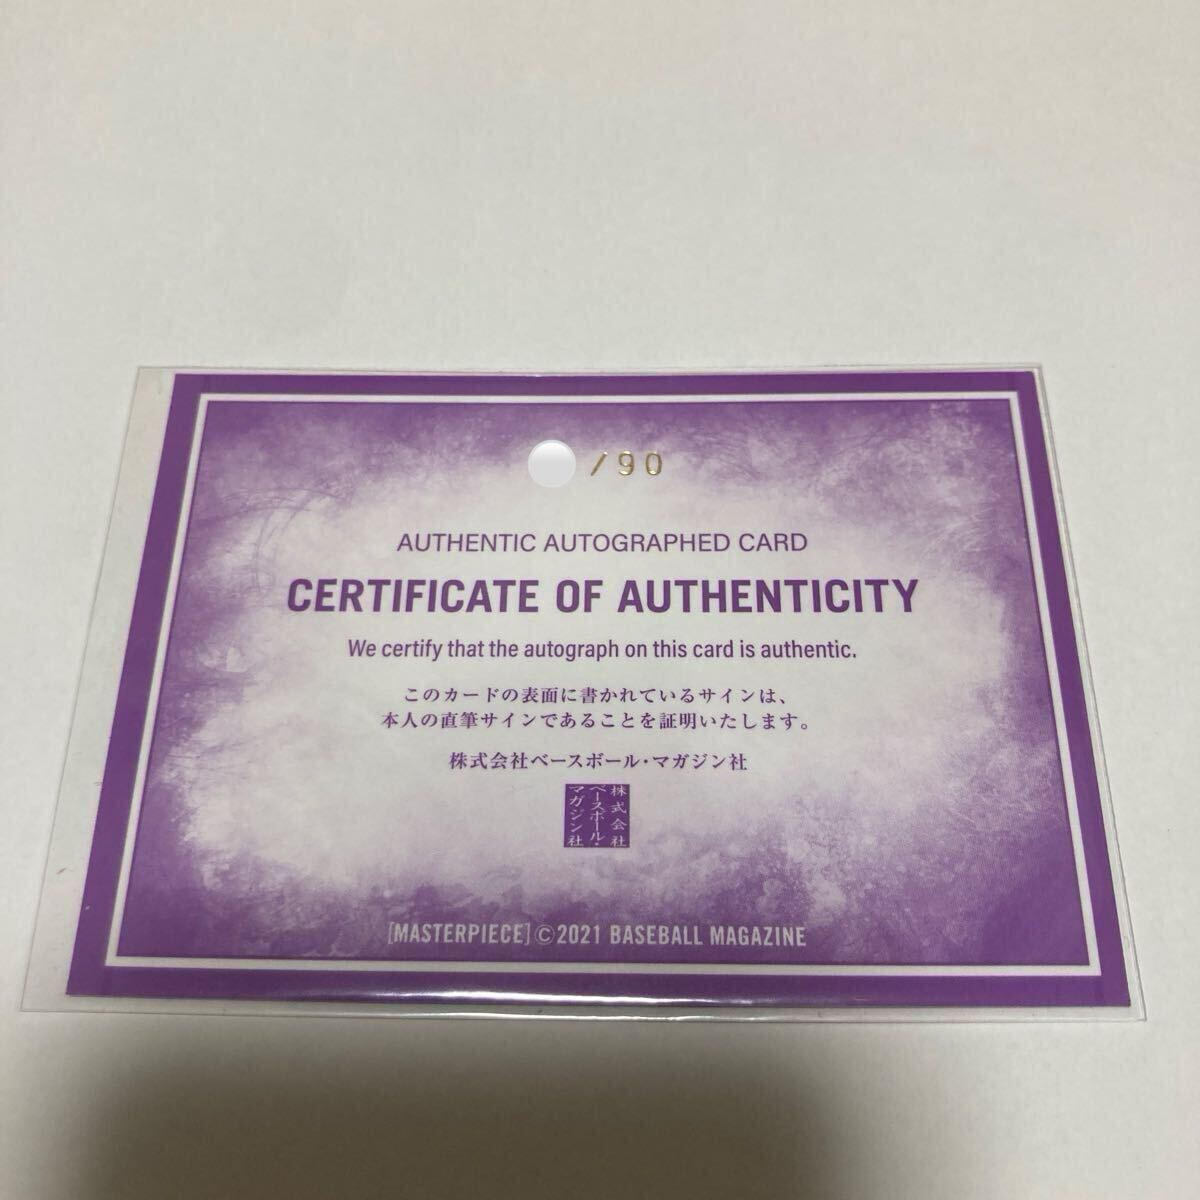 /90
AUTHENTIC AUTOGRAPHED CARD
CERTIFICATE OF AUTHENTICITY
We certify that the autograph on this card is authentic.
このカードの表面に書かれているサインは、
本人の直筆サインであることを証明いたします。
株式会社ベースボール・マガジン社
株式会社
ベースボール・
マガジン社
[MASTERPIECE]©2021 BASEBALL MAGAZINE